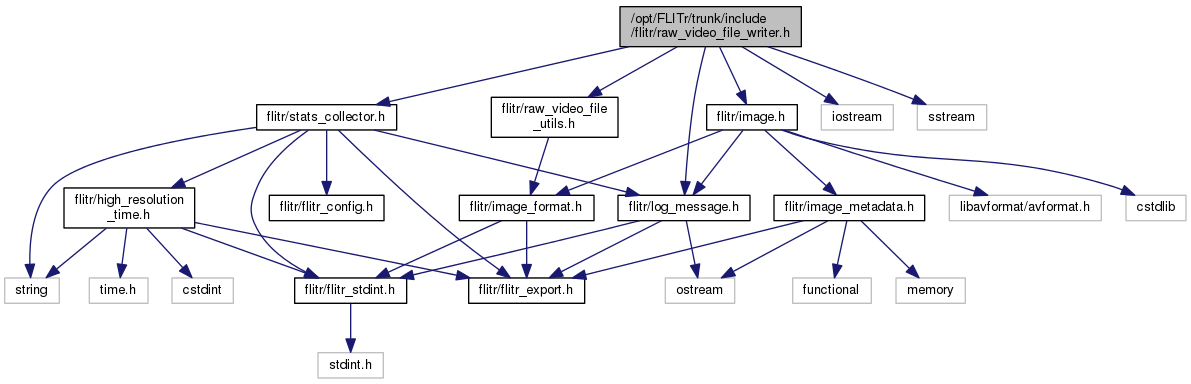 /opt/FLITr/trunk/include
/flitr/raw_video_file_writer.h
flitr/stats_collector.h
flitr/raw_video_file
_utils.h
flitr/image.h
iostream
sstream
flitr/high_resolution
_time.h
flitr/flitr_config.h
flitr/image_format.h
flitr/log_message.h
flitr/image_metadata.h
libavformat/avformat.h
cstdlib
string
time.h
cstdint
flitr/flitr_stdint.h
flitr/flitr_export.h
ostream
functional
memory
stdint.h